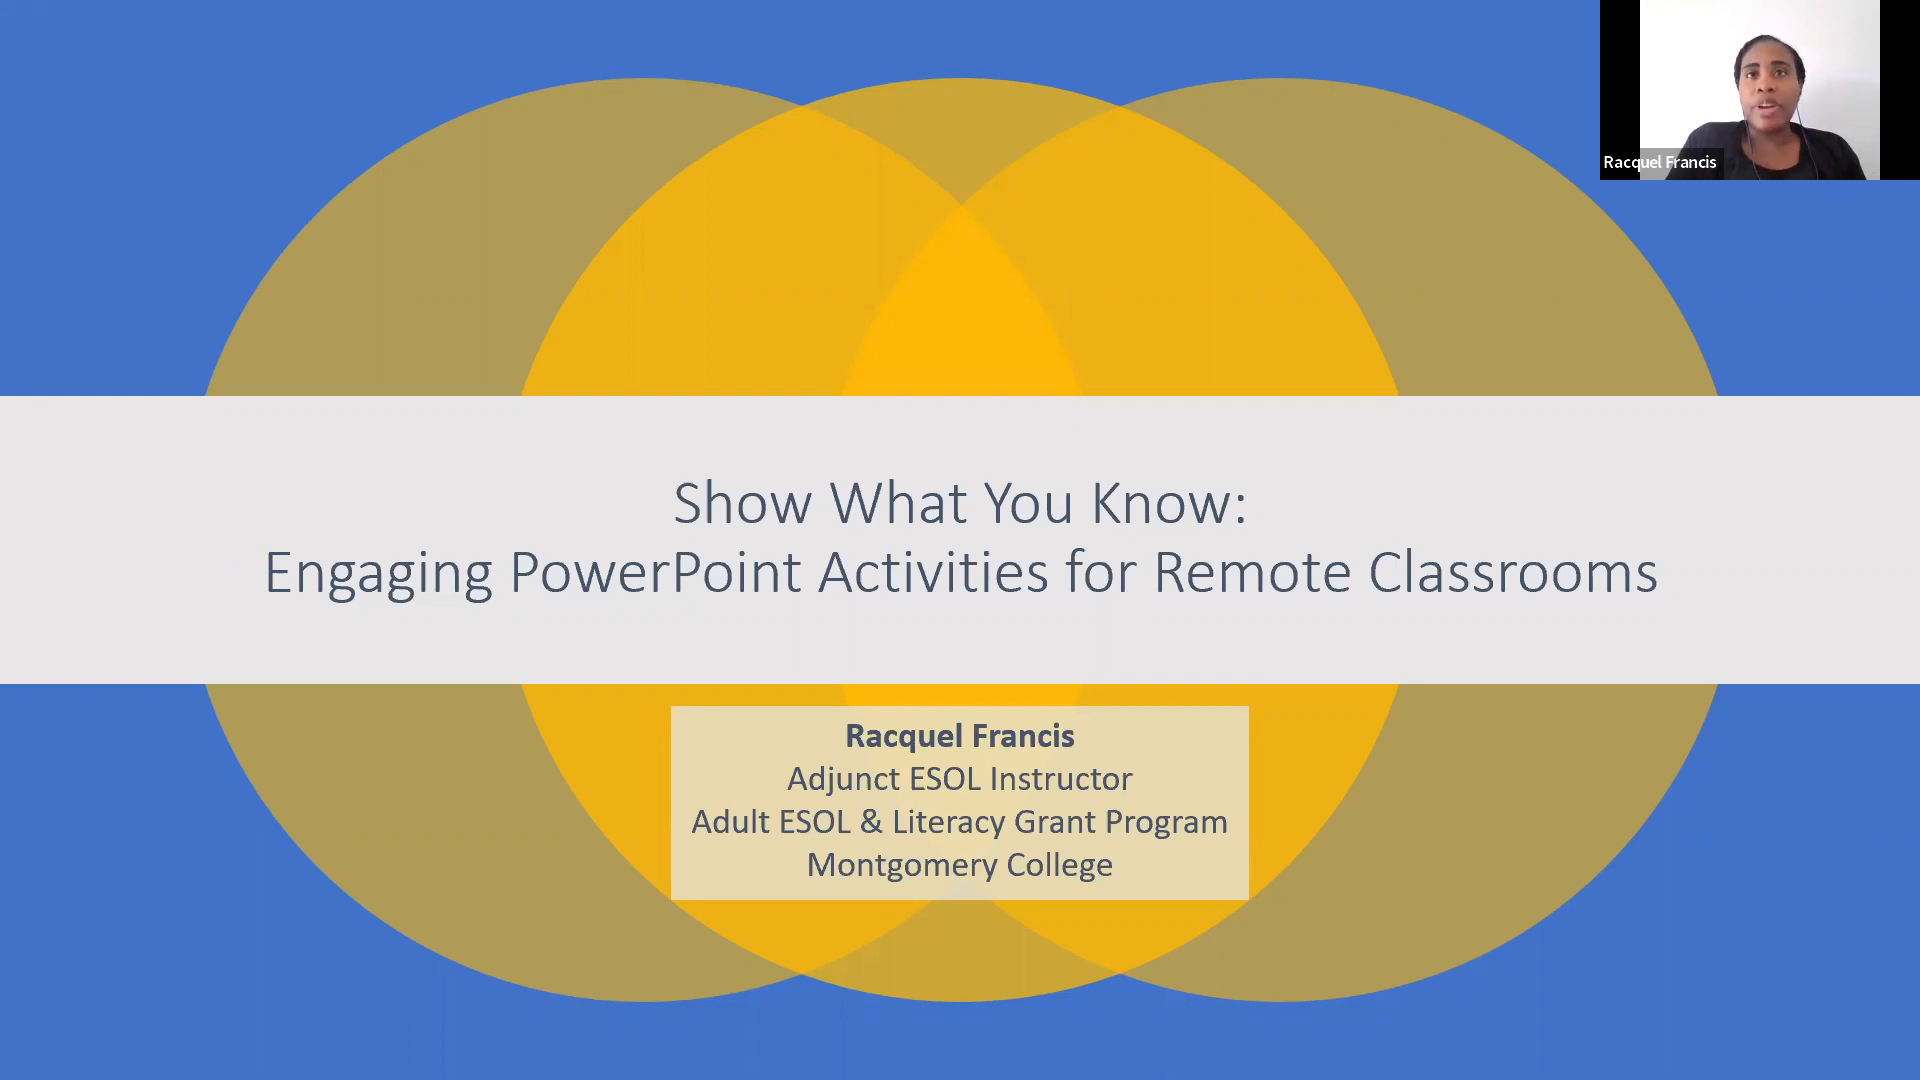 Racquel Francis
Show What You Know:
Engaging PowerPoint Activities for Remote Classrooms
Racquel Francis
Adjunct ESOL Instructor
Adult ESOL & Literacy Grant Program
Montgomery College